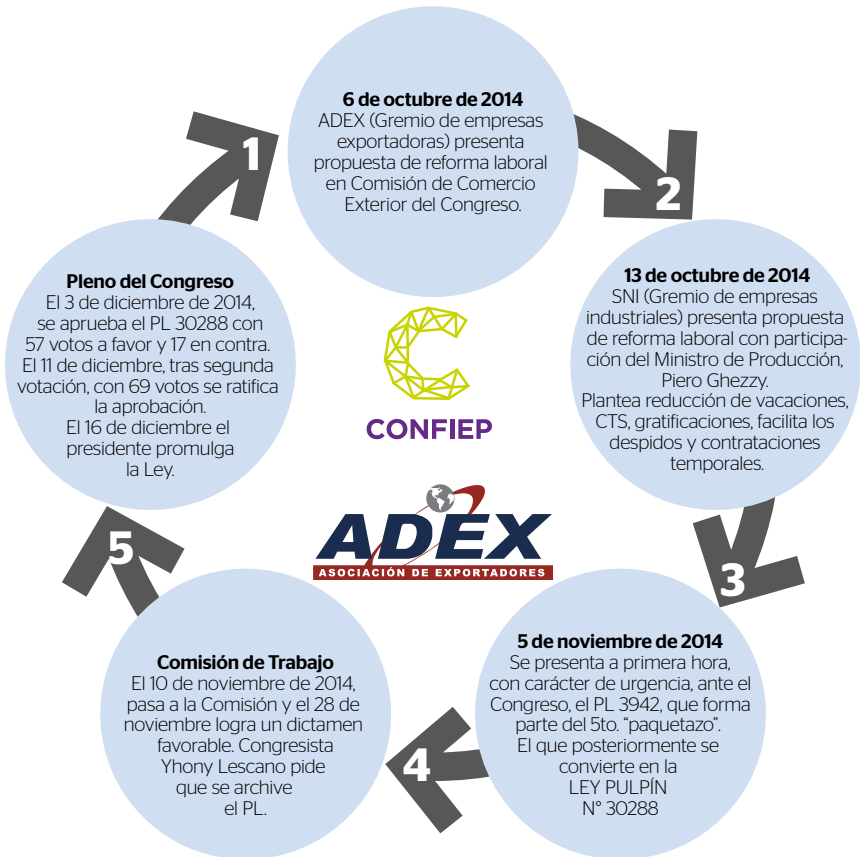 1
6 de octubre de 2014
ADEX (Gremio de empresas
exportadoras) presenta
propuesta de reforma laboral
en Comisión de Comercio
Exterior del Congreso.
2
13 de octubre de 2014
SNI (Gremio de empresas
industriales) presenta propuesta
de reforma laboral con participa-
ción del Ministro de Producción,
Piero Ghezzy.
Plantea reducción de vacaciones,
CTS, gratificaciones, facilita los
despidos y contrataciones
temporales.
3
5 de noviembre de 2014
Se presenta a primera hora,
con carácter de urgencia, ante el
Congreso, el PL 3942, que forma
parte del 5to. “paquetazo”.
El que posteriormente se
convierte en la
LEY PULPÍN
N° 30288
4
Comisión de Trabajo
El 10 de noviembre de 2014,
pasa a la Comisión y el 28 de
noviembre logra un dictamen
favorable. Congresista
Yhony Lescano pide
que se archive
el PL.
5
Pleno del Congreso
El 3 de diciembre de 2014,
se aprueba el PL 30288 con
57 votos a favor y 17 en contra.
El 11 de diciembre, tras segunda
votación, con 69 votos se ratifica
la aprobación.
El 16 de diciembre el
presidente promulga
la Ley.
C
CONFIEP
ADEX
ASOCIACIÓN DE EXPORTADORES